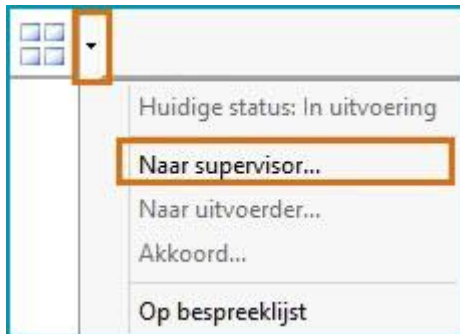 Huidige status: In uitvoering
Naar supervisor...
Naar uitvoerder...
Akkoord...
Op bespreeklijst